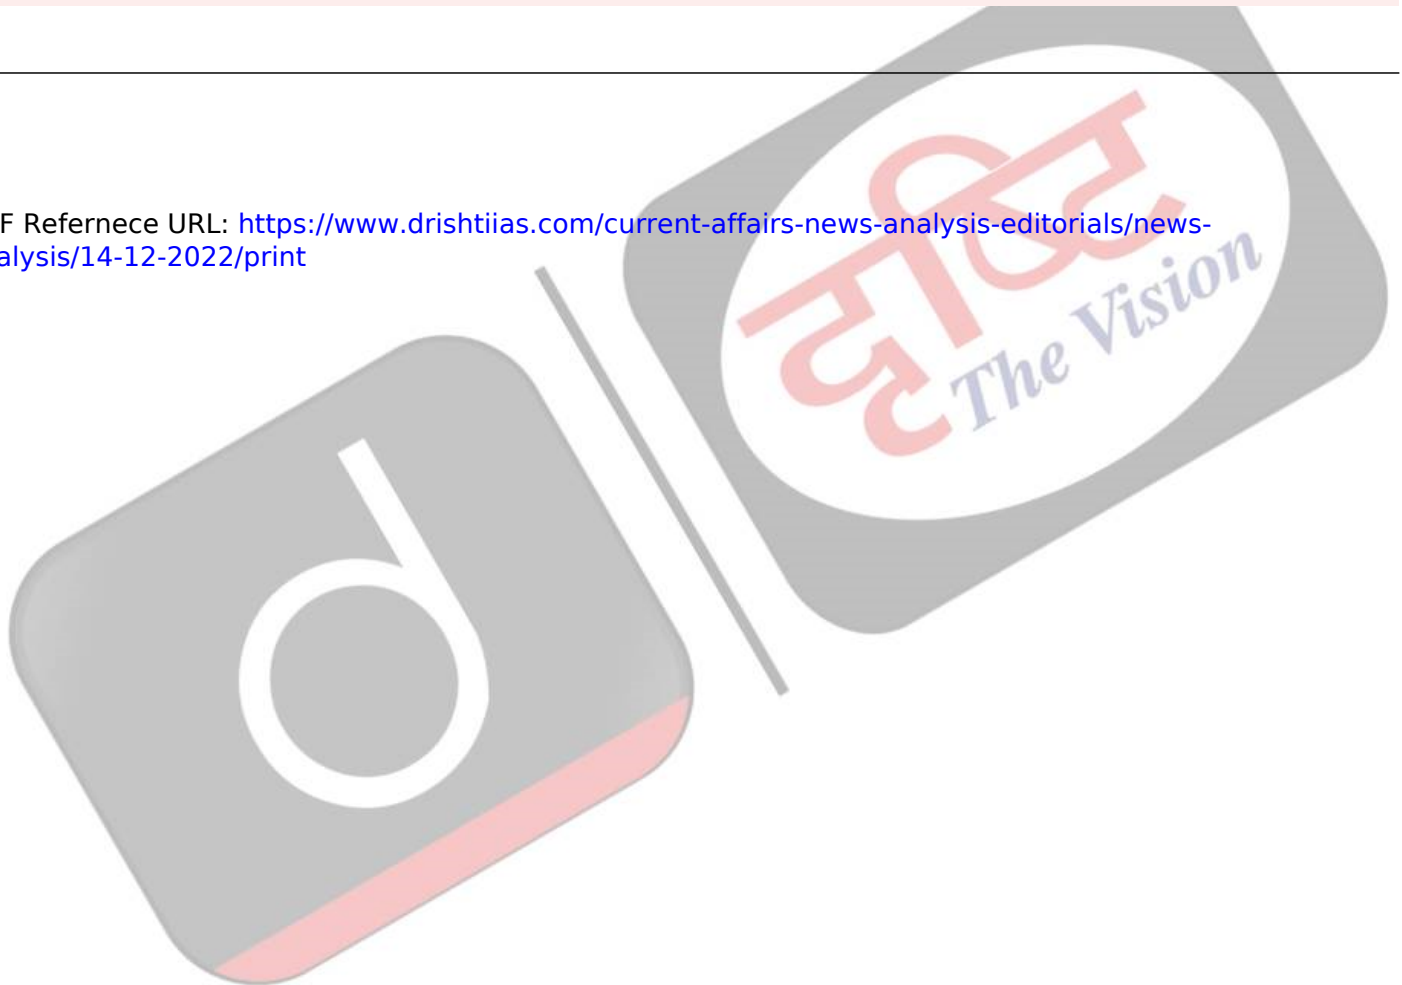 F Refernece URL: https://www.drishtiias.com/current-affairs-news-analysis-editorials/news-
alysis/14-12-2022/print
दृष्टि
The Vision
d